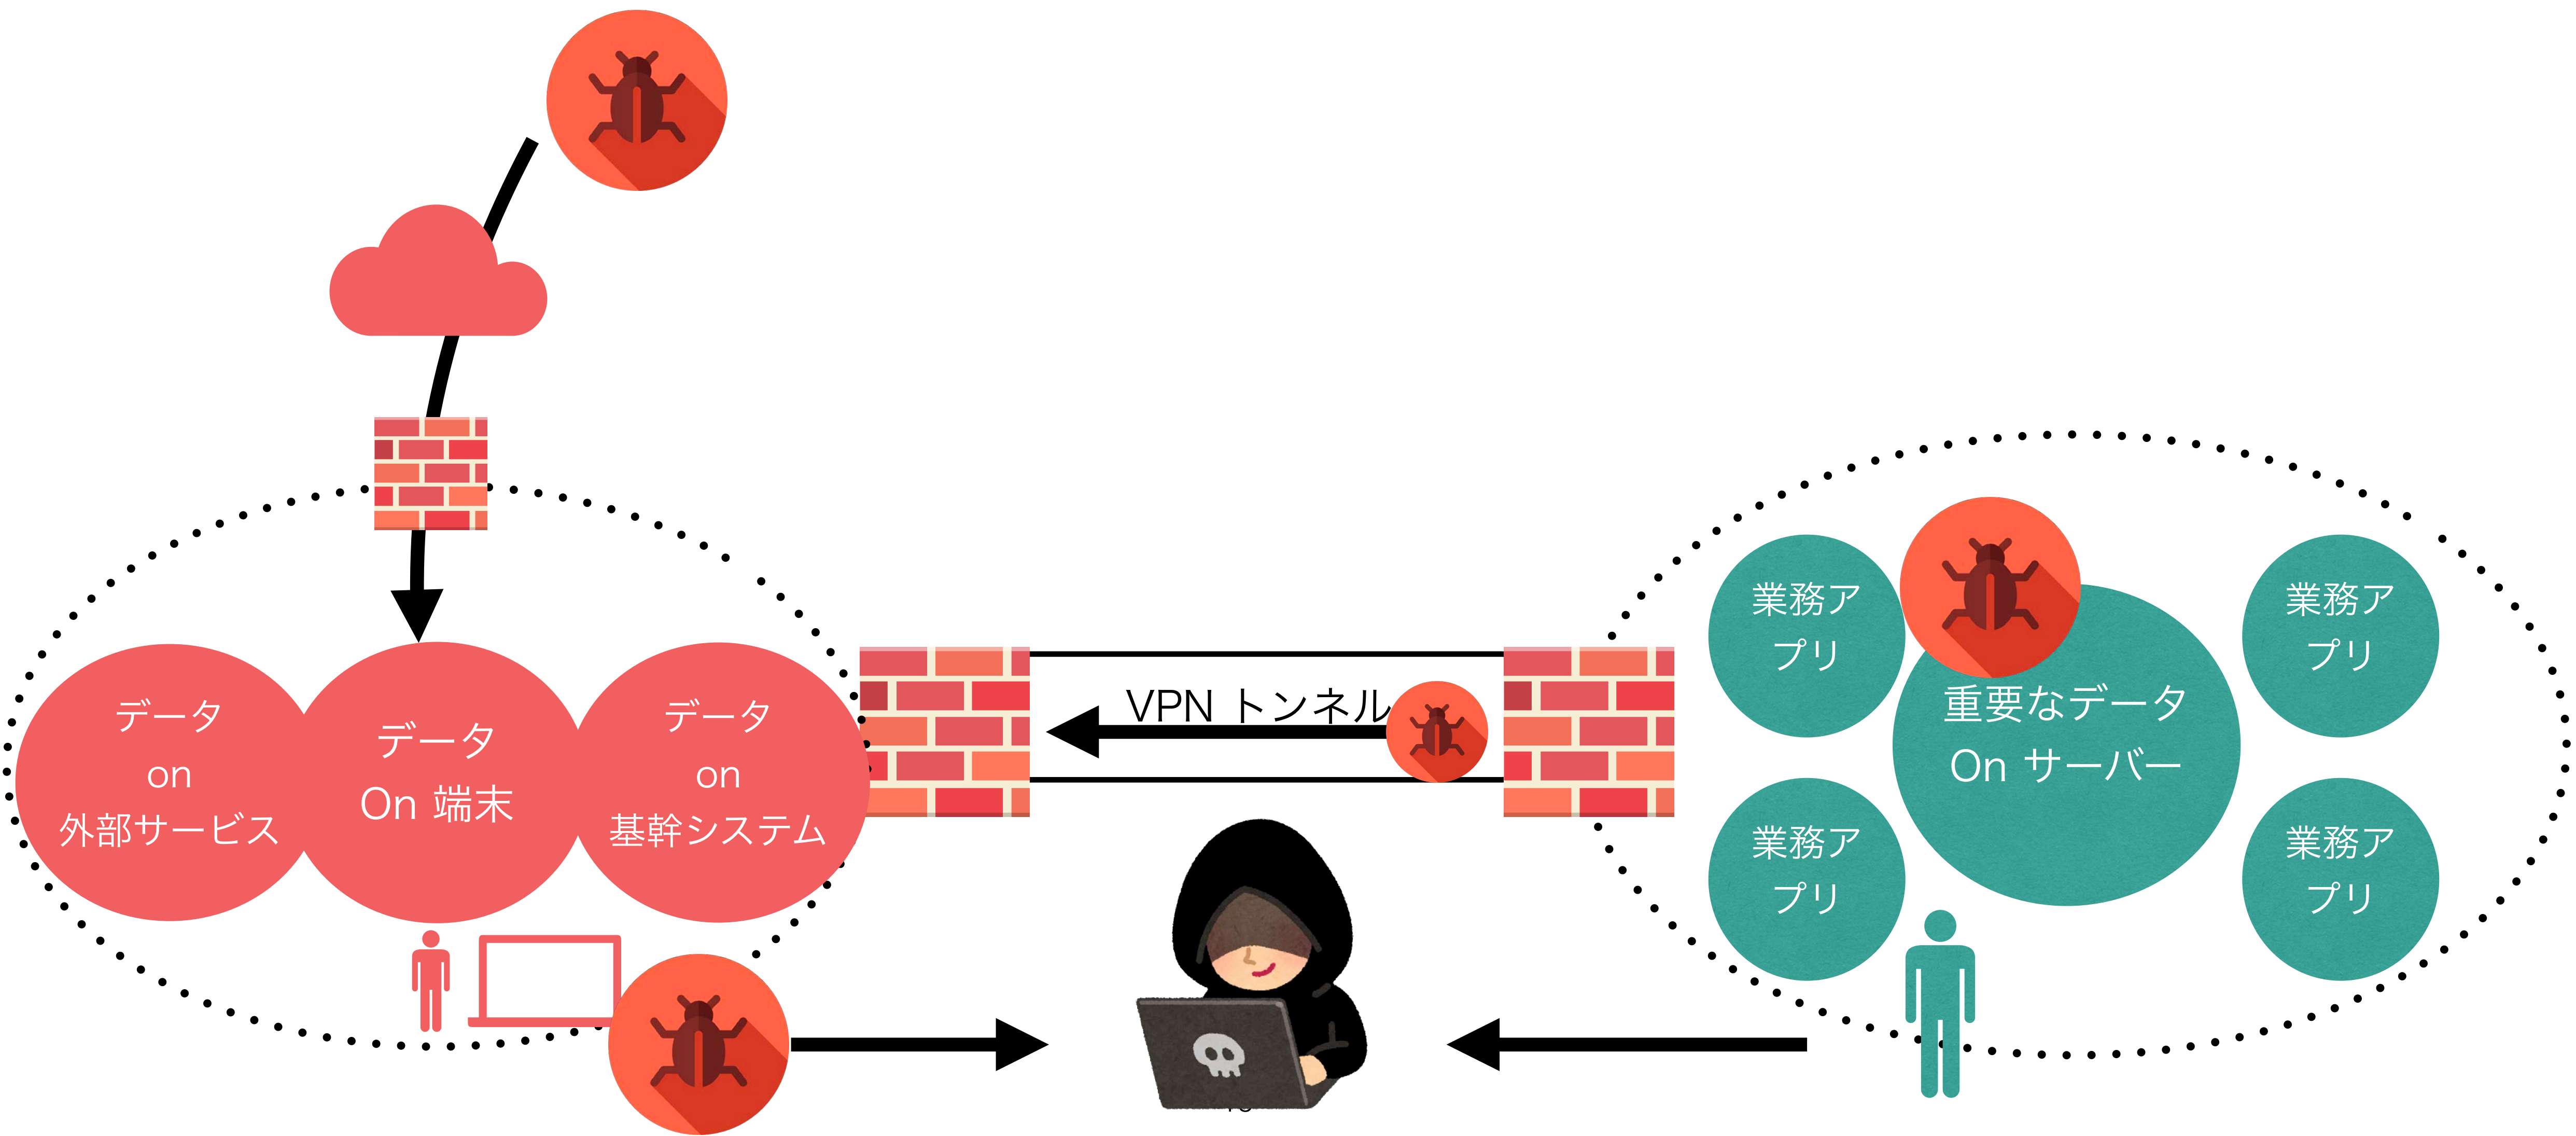 データ
on
外部サービス
データ
On 端末
データ
on
基幹システム
VPN トンネル
業務ア
プリ
業務ア
プリ
重要なデータ
On サーバー
業務ア
プリ
業務ア
プリ